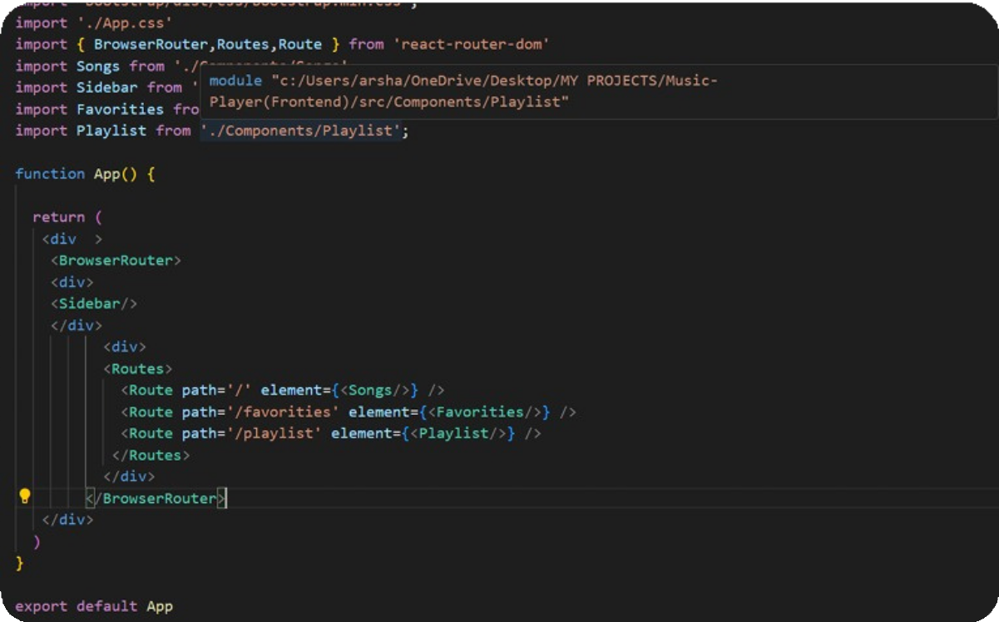 import 'bootstrap/dist/css/bootstrap.min.css';
import './App.css'
import { BrowserRouter,Routes,Route } from 'react-router-dom'
import Songs from './Components/Songs'
import Sidebar from '
import Favorities fro
import Playlist from './Components/Playlist';
module "c:/Users/arsha/OneDrive/Desktop/MY PROJECTS/Music-
Player(Frontend)/src/Components/Playlist"
function App() {
return (
<div  >
<BrowserRouter>
<div>
<Sidebar/>
</div>
<div>
<Routes>
<Route path='/' element={<Songs/>} />
<Route path='/favorities' element={<Favorities/>} />
<Route path='/playlist' element={<Playlist/>} />
</Routes>
</div>
</BrowserRouter>
</div>
)
}
export default App